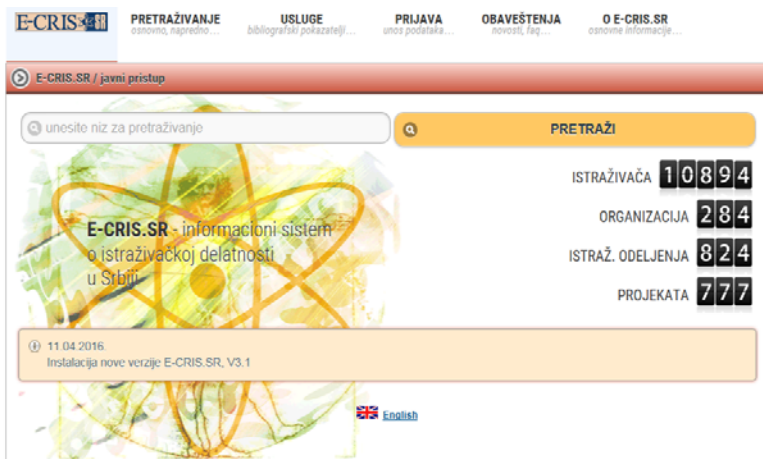 E-CRIS SR
PRETRAŽIVANJE
osnovno, napredno...
USLUGE
bibliografski pokazatelji...
PRIJAVA
unos podataka...
OBAVEŠTENJA
novosti, faq...
O E-CRIS.SR
osnovne informacije...
E-CRIS.SR / javni pristup
unesite niz za pretraživanje
PRETRAŽI
ISTRAŽIVAČA 10894
ORGANIZACIJA 284
ISTRAŽ. ODELJENJA 824
PROJEKATA 777
E-CRIS.SR - informacioni sistem
o istraživačkoj delatnosti
u Srbiji
11.04.2016.
Instalacija nove verzije E-CRIS.SR, V3.1
English